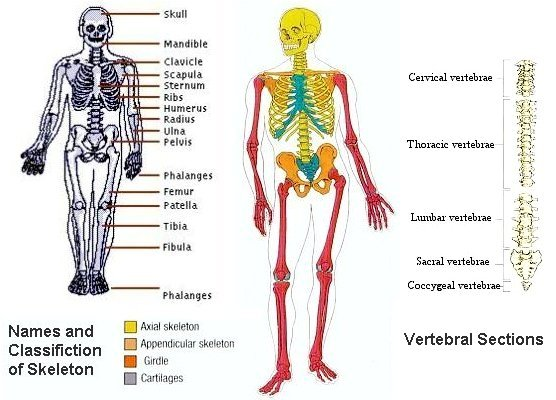 Skull
Mandible
Clavicle
Scapula
Sternum
Ribs
Humerus
Radius
Ulna
Pelvis
Phalanges
Femur
Patella
Tibia
Fibula
Phalanges
Names and
Classifiction
of Skeleton
Axial skeleton
Appendicular skeleton
Girdle
Cartilages
Cervical vertebrae
Thoracic vertebrae
Lumbar vertebrae
Sacral vertebrae
Coccygeal vertebrae
Vertebral Sections